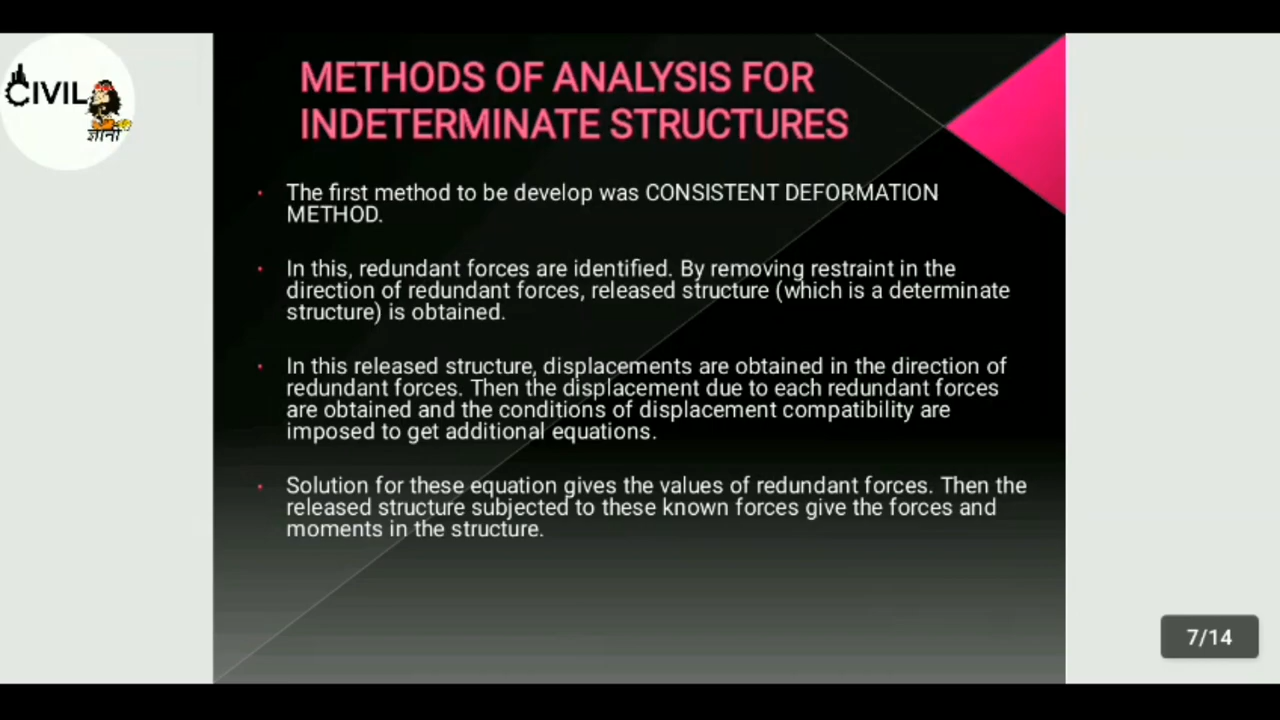 CIVIL
ज्ञानी
METHODS OF ANALYSIS FOR
INDETERMINATE STRUCTURES
The first method to be develop was CONSISTENT DEFORMATION
METHOD.
In this, redundant forces are identified. By removing restraint in the
direction of redundant forces, released structure (which is a determinate
structure) is obtained.
In this released structure, displacements are obtained in the direction of
redundant forces. Then the displacement due to each redundant forces
are obtained and the conditions of displacement compatibility are
imposed to get additional equations.
Solution for these equation gives the values of redundant forces. Then the
released structure subjected to these known forces give the forces and
moments in the structure.
7/14